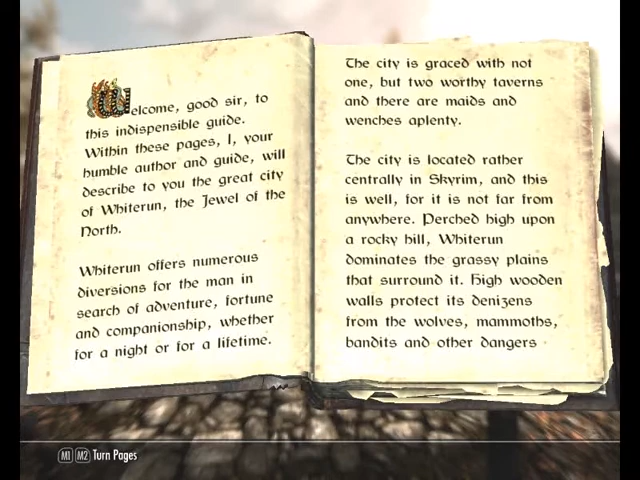 Welcome, good sir, to
this indispensible guide.
Within these pages, I, your
humble author and guide, will
describe to you the great city
of Whiterun, the Jewel of the
North.
Whiterun offers numerous
diversions for the man in
search of adventure, fortune
and companionship, whether
for a night or for a lifetime.
The city is graced with not
one, but two worthy taverns
and there are maids and
wenches aplenty.
The city is located rather
centrally in Skyrim, and this
is well, for it is not far from
anywhere. Perched high upon
a rocky hill, Whiterun
dominates the grassy plains
that surround it. High wooden
walls protect its denizens
from the wolves, mammoths,
bandits and other dangers
M1 M2 Turn Pages